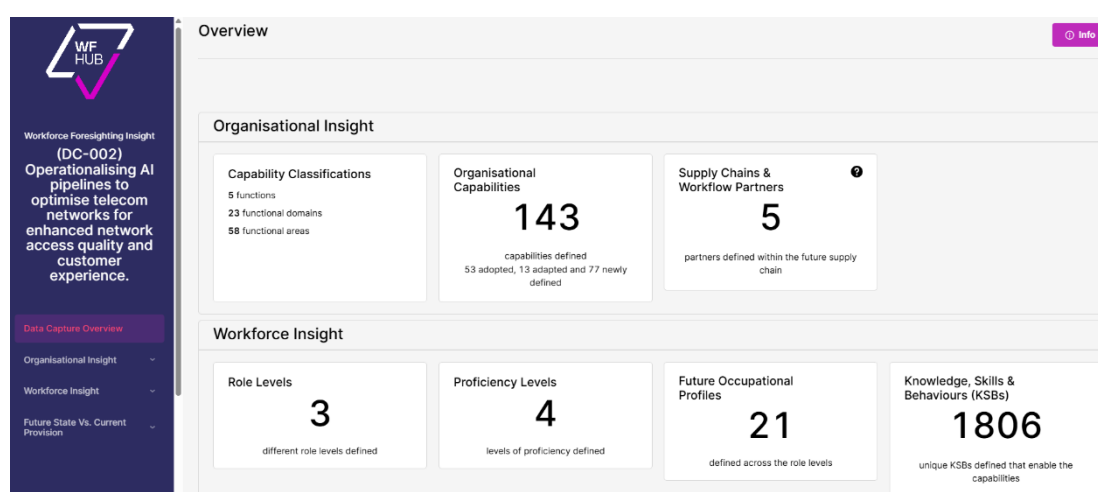 WF
HUB
Workforce Foresighting Insight
(DC-002)
Operationalising AI
pipelines to
optimise telecom
networks for
enhanced network
access quality and
customer
experience.
Data Capture Overview
Organisational Insight
Workforce Insight
Future State Vs. Current
Provision
Overview
Info
Organisational Insight
Capability Classifications
5 functions
23 functional domains
58 functional areas
Organisational
Capabilities
143
capabilities defined
53 adopted, 13 adapted and 77 newly
defined
Supply Chains &
Workflow Partners
?
5
partners defined within the future supply
chain
Workforce Insight
Role Levels
3
different role levels defined
Proficiency Levels
4
levels of proficiency defined
Future Occupational
Profiles
21
defined across the role levels
Knowledge, Skills &
Behaviours (KSBs)
1806
unique KSBs defined that enable the
capabilities